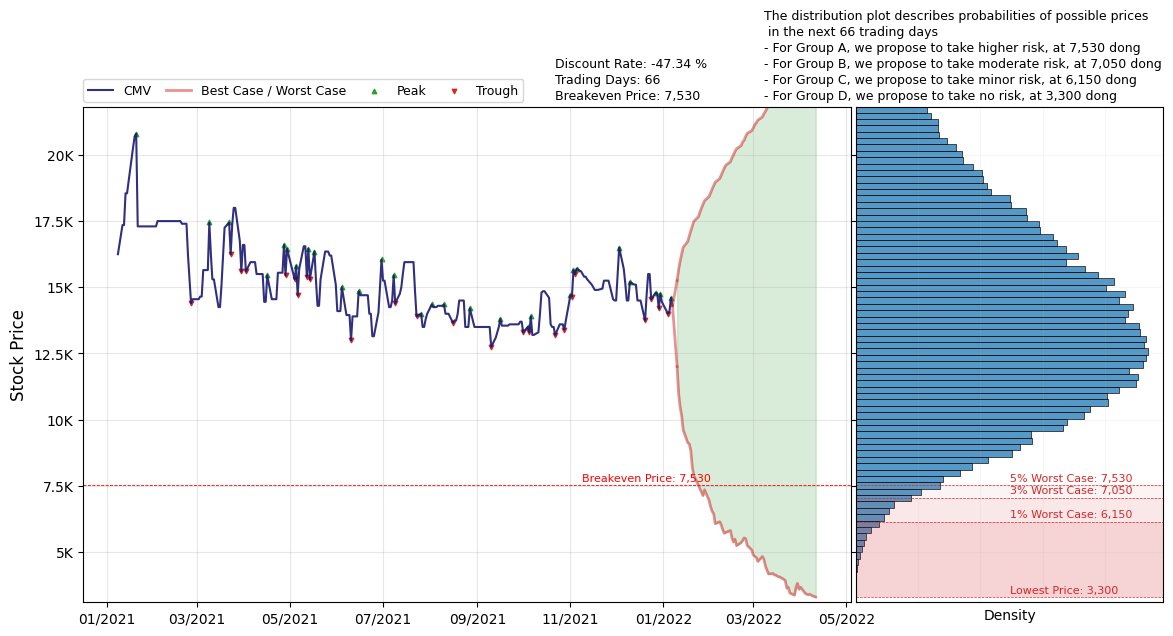 The distribution plot describes probabilities of possible prices
in the next 66 trading days
- For Group A, we propose to take higher risk, at 7,530 dong
- For Group B, we propose to take moderate risk, at 7,050 dong
- For Group C, we propose to take minor risk, at 6,150 dong
- For Group D, we propose to take no risk, at 3,300 dong
Discount Rate: -47.34 %
Trading Days: 66
Breakeven Price: 7,530
CMV
Best Case / Worst Case
Peak
Trough
Stock Price
20K
17.5K
15K
12.5K
10K
7.5K
5K
Breakeven Price: 7,530
01/2021
03/2021
05/2021
07/2021
09/2021
11/2021
01/2022
03/2022
05/2022
5% Worst Case: 7,530
3% Worst Case: 7,050
1% Worst Case: 6,150
Lowest Price: 3,300
Density